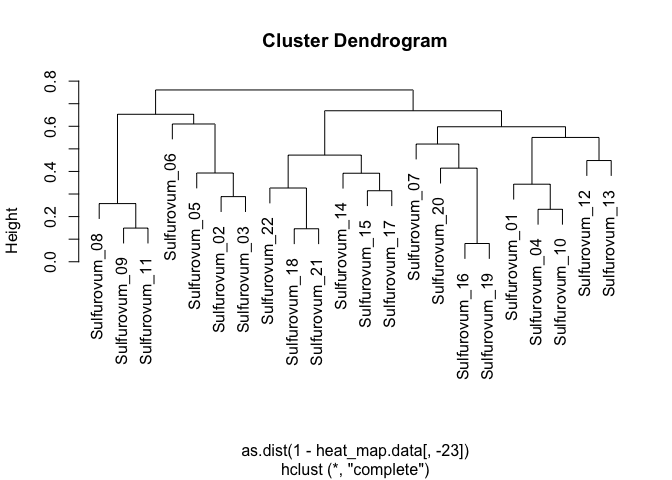 Cluster Dendrogram
Height
0.8
0.6
0.4
0.2
0.0
Sulfurovum_08
Sulfurovum_09
Sulfurovum_11
Sulfurovum_06
Sulfurovum_05
Sulfurovum_02
Sulfurovum_03
Sulfurovum_22
Sulfurovum_18
Sulfurovum_21
Sulfurovum_14
Sulfurovum_15
Sulfurovum_17
Sulfurovum_07
Sulfurovum_20
Sulfurovum_16
Sulfurovum_19
Sulfurovum_01
Sulfurovum_04
Sulfurovum_10
Sulfurovum_12
Sulfurovum_13
as.dist(1 - heat_map.data[, -23])
hclust (*, "complete")